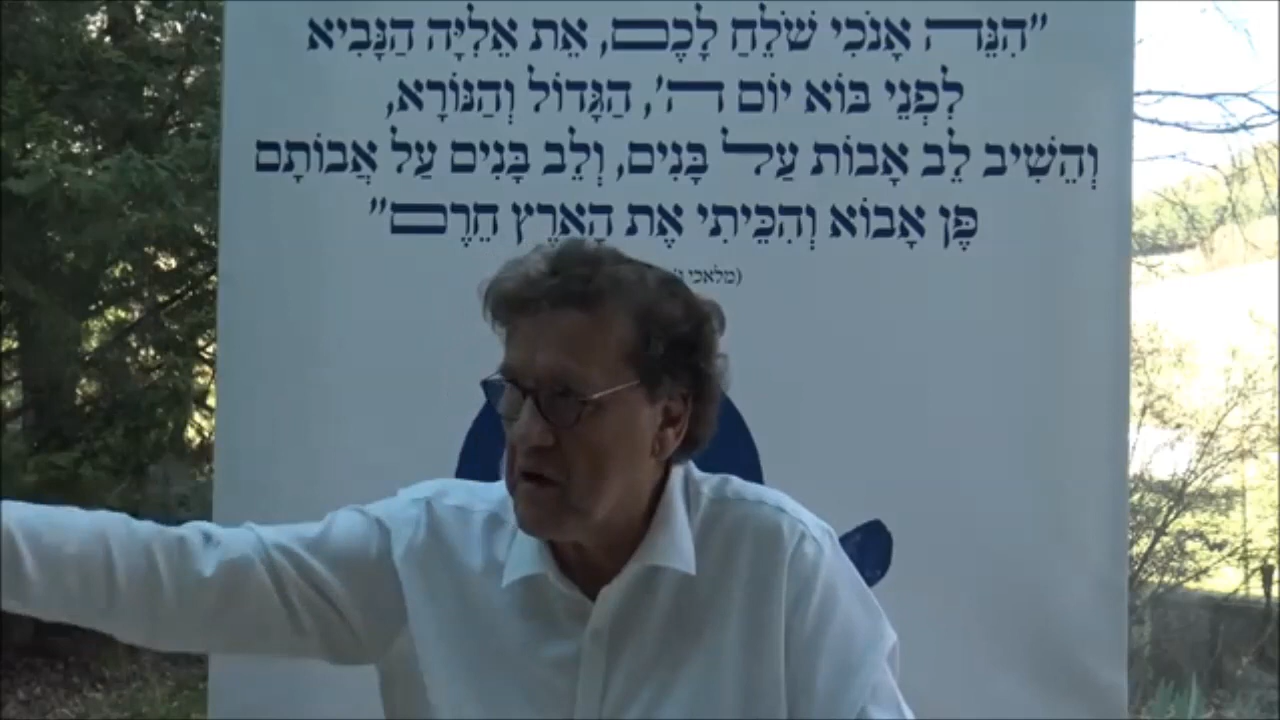 "הִנֵּה אָנֹכִי שֹׁלֵחַ לָכֶם, אֵת אֵלִיָּה הַנָּבִיא
לִפְנֵי בּוֹא יוֹם ה', הַגָּדוֹל וְהַנּוֹרָא,
וְהֵשִׁיב לֵב אָבוֹת עַל בָּנִים, וְלֵב בָּנִים עַל אֲבוֹתָם
פֶּן אָבוֹא וְהִכֵּיתִי אֶת הָאָרֶץ חֵרֶם"
(מלאכי ג'